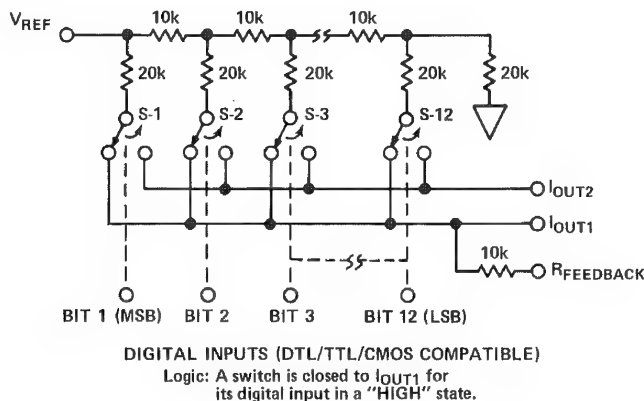 VREF
10k
10k
10k
20k
20k
20k
20k
20k
S-1
S-2
S-3
S-12
IOUT2
IOUT1
10k
RFEEDBACK
BIT 1 (MSB)
BIT 2
BIT 3
BIT 12 (LSB)
DIGITAL INPUTS (DTL/TTL/CMOS COMPATIBLE)
Logic: A switch is closed to IOUT1 for
its digital input in a "HIGH" state.